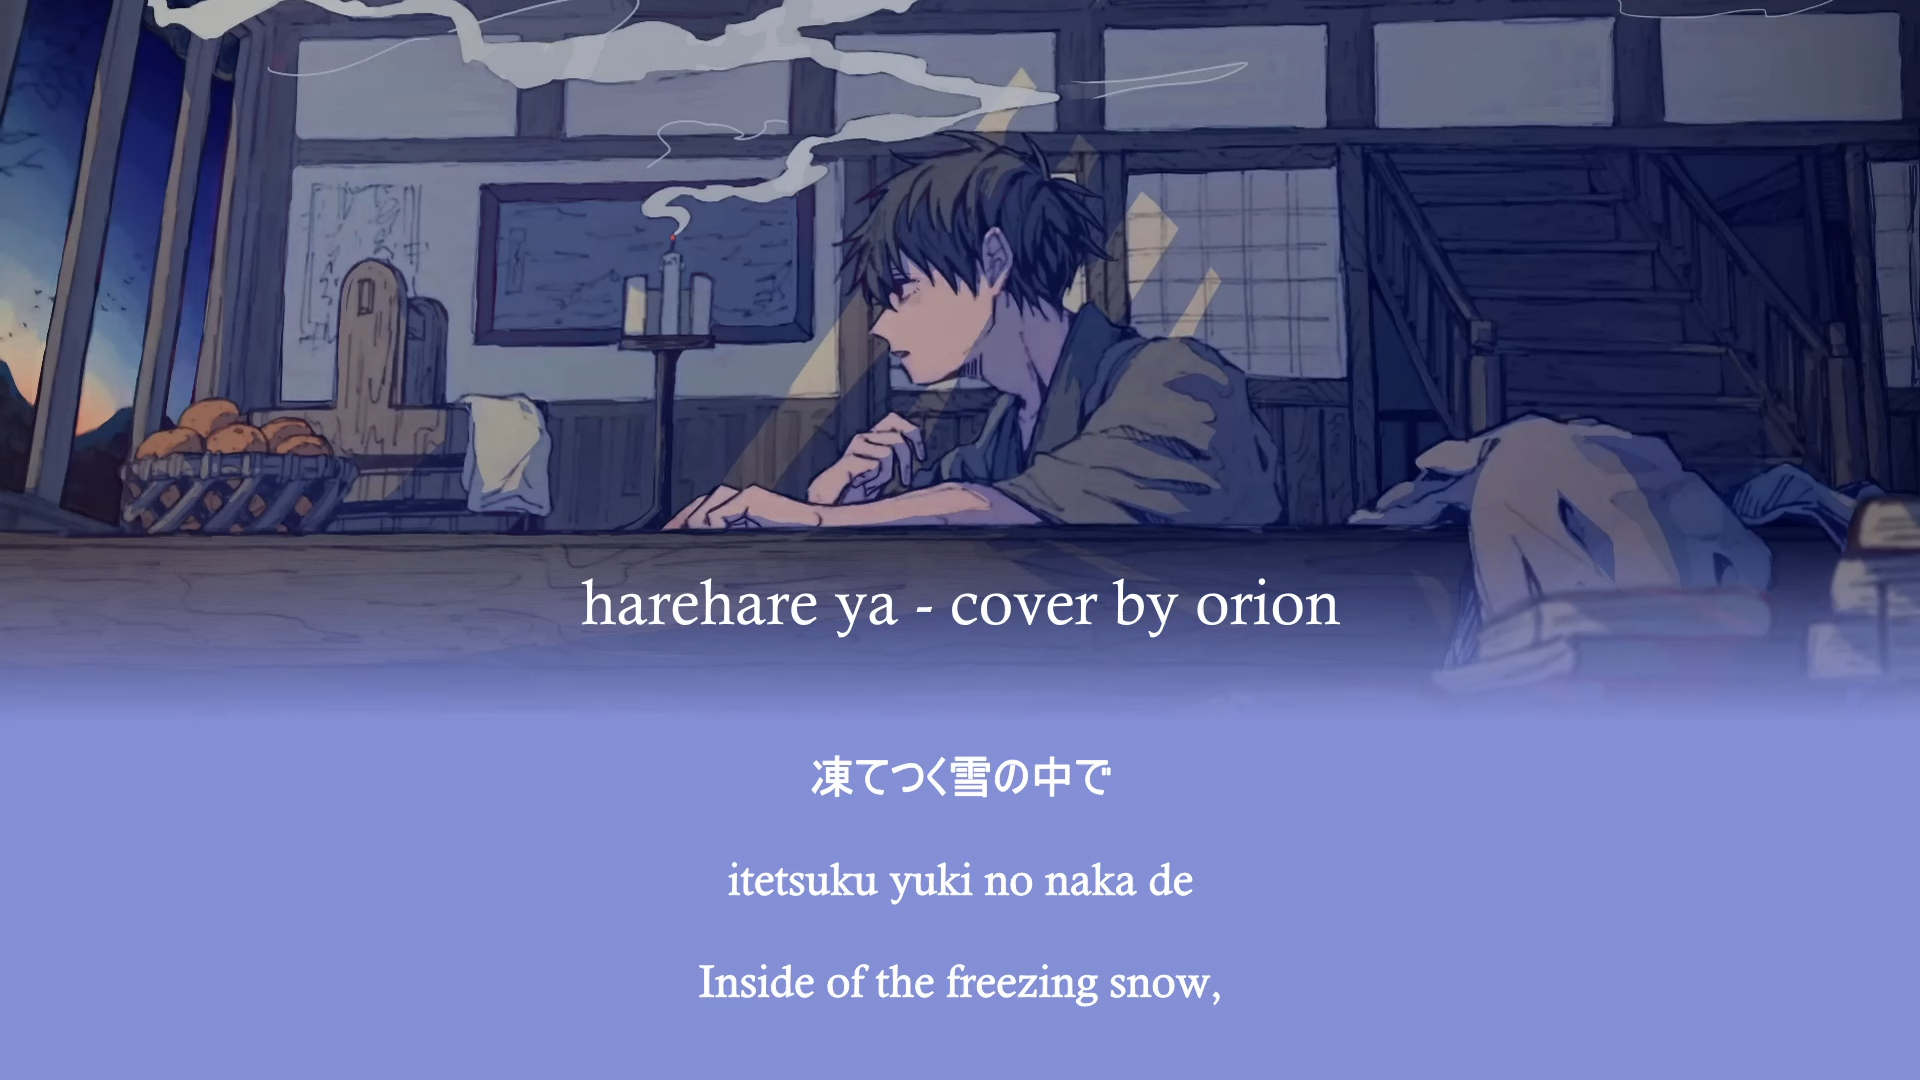 harehare ya - cover by orion
凍てつく雪の中で
itetsuku yuki no naka de
Inside of the freezing snow,